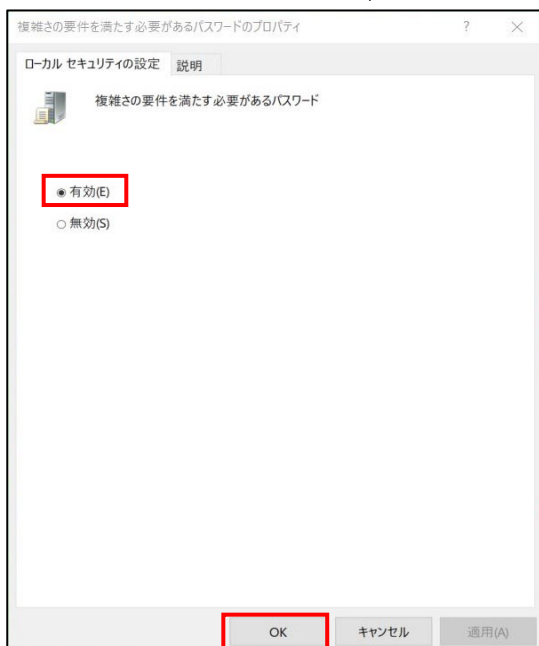 複雑さの要件を満たす必要があるパスワードのプロパティ ? ×
ローカル セキュリティの設定 説明
複雑さの要件を満たす必要があるパスワード
有効(E)
無効(S)
OK キャンセル 適用(A)